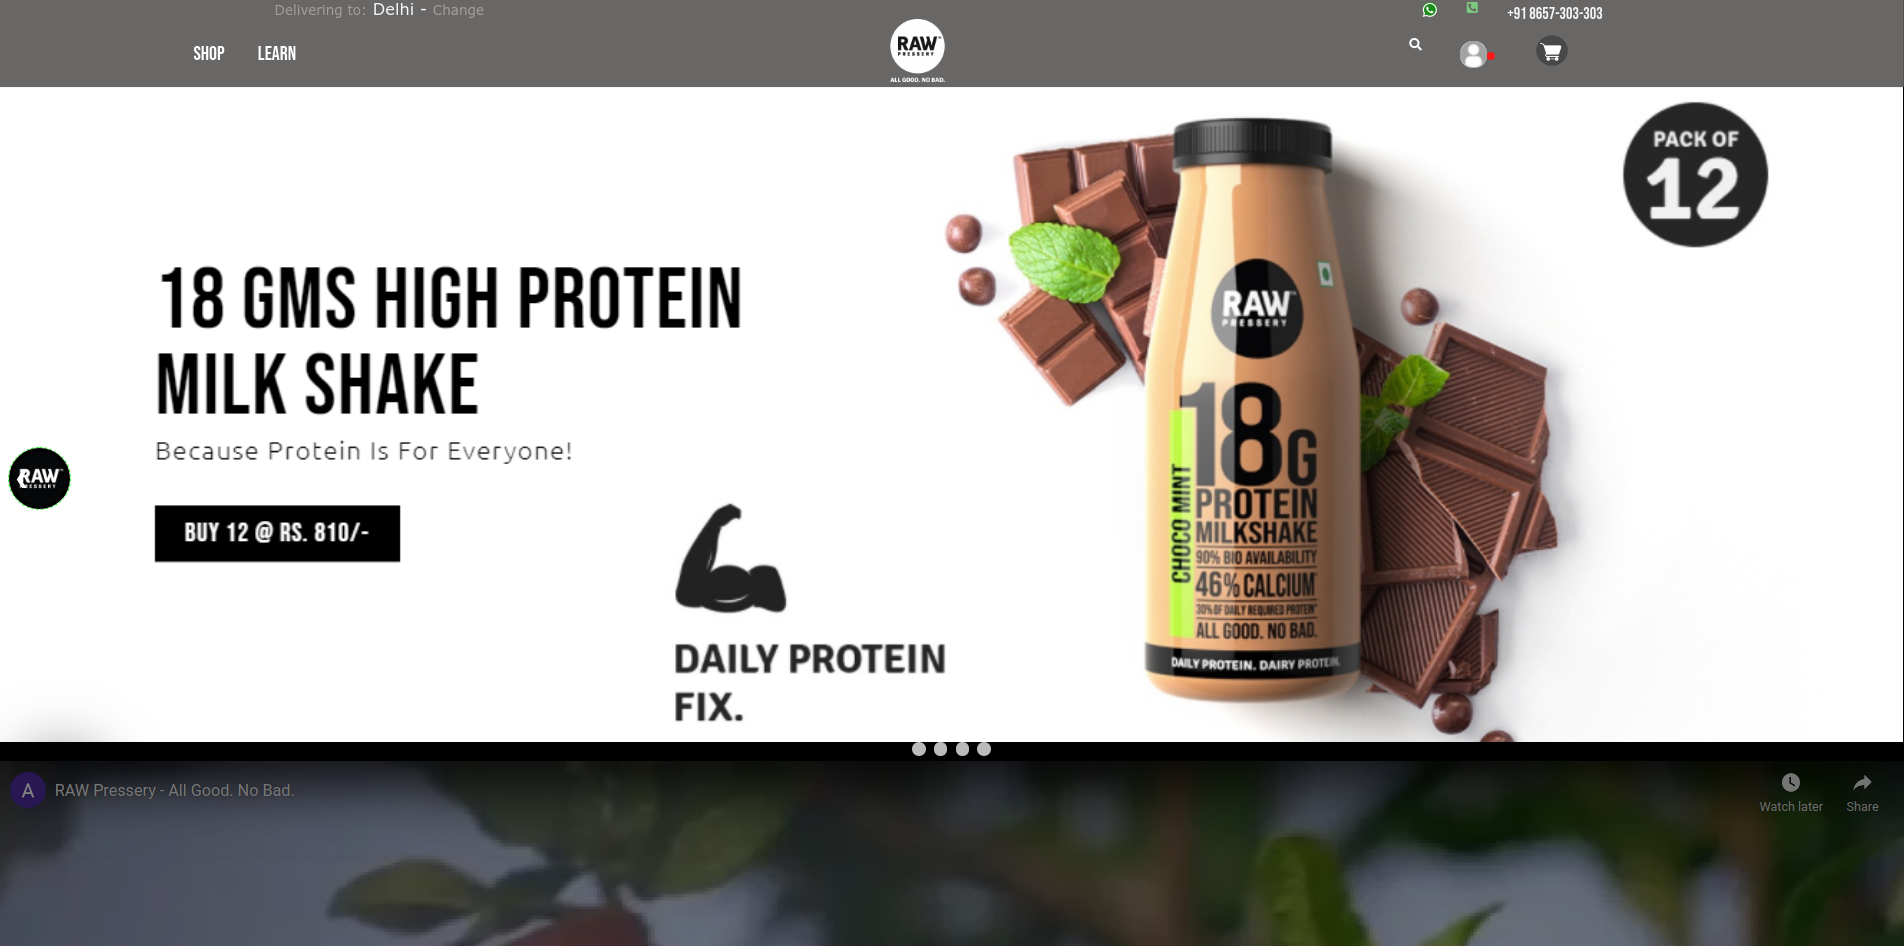 Delivering to: Delhi - Change
+91 8657-303-303
SHOP
LEARN
RAW
PRESSERY
ALL GOOD. NO BAD.
PACK OF
12
18 GMS HIGH PROTEIN
MILK SHAKE
Because Protein Is For Everyone!
BUY 12 @ RS. 810/-
RAW
PRESSERY
DAILY PROTEIN
FIX.
RAW
PRESSERY
18G
PROTEIN
MILKSHAKE
CHOCO MINT
90% BIO AVAILABILITY
46% CALCIUM
30% OF DAILY REQUIRED PROTEIN*
ALL GOOD. NO BAD.
DAILY PROTEIN. DAIRY PROTEIN.
A
RAW Pressery - All Good. No Bad.
Watch later
Share